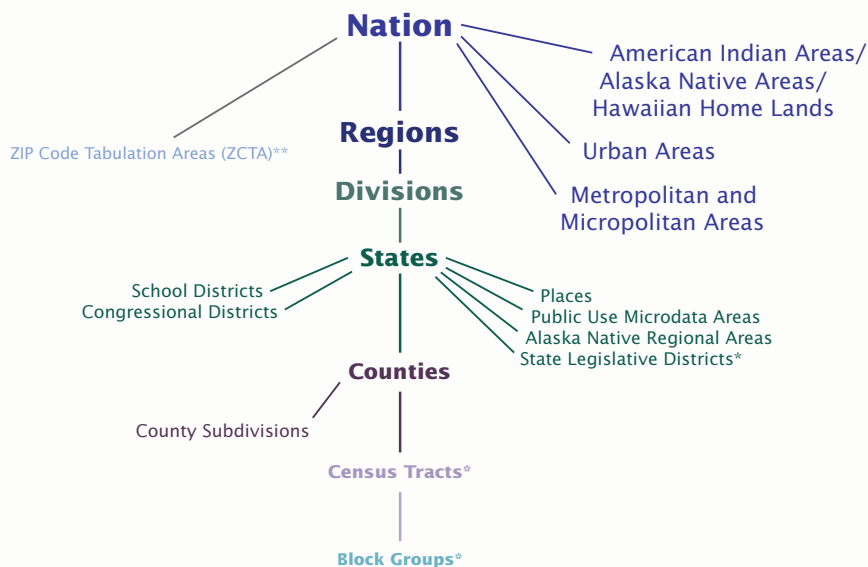 Nation
American Indian Areas/
Alaska Native Areas/
Hawaiian Home Lands
Regions
ZIP Code Tabulation Areas (ZCTA)**
Urban Areas
Divisions
Metropolitan and
Micropolitan Areas
States
School Districts
Congressional Districts
Places
Public Use Microdata Areas
Alaska Native Regional Areas
State Legislative Districts*
Counties
County Subdivisions
Census Tracts*
Block Groups*